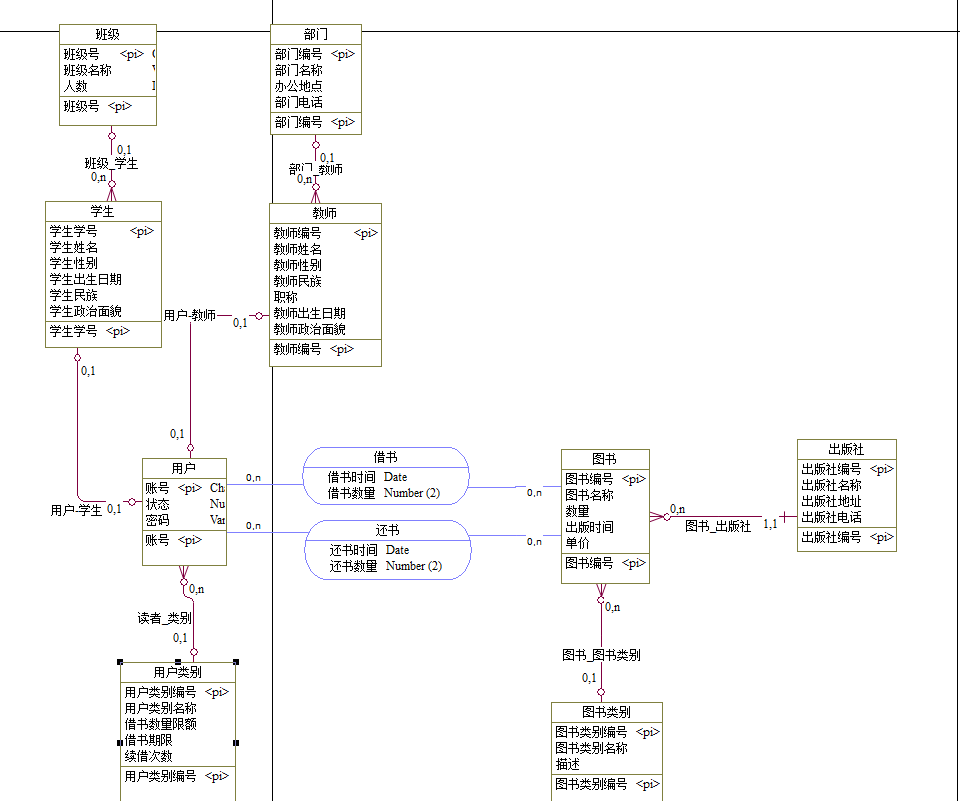 班级
班级号 <pi>
班级名称
人数
班级号 <pi>
0,1
班级_学生
0,n
部门
部门编号 <pi>
部门名称
办公地点
部门电话
部门编号 <pi>
0,1
部门_教师
0,n
学生
学生学号 <pi>
学生姓名
学生性别
学生出生日期
学生民族
学生政治面貌
学生学号 <pi>
0,1
教师
教师编号 <pi>
教师姓名
教师性别
教师民族
职称
教师出生日期
教师政治面貌
教师编号 <pi>
用户-教师
0,1
0,1
用户-学生
0,1
用户
账号 <pi> Ch
状态 Nu
密码 Var
账号 <pi>
0,n
0,n
借书
借书时间 Date
借书数量 Number (2)
0,n
还书
还书时间 Date
还书数量 Number (2)
0,n
图书
图书编号 <pi>
图书名称
数量
出版时间
单价
图书编号 <pi>
0,n
图书_出版社
1,1
出版社
出版社编号 <pi>
出版社名称
出版社地址
出版社电话
出版社编号 <pi>
0,n
读者_类别
0,1
用户类别
用户类别编号 <pi>
用户类别名称
借书数量限额
借书期限
续借次数
用户类别编号 <pi>
0,n
图书_图书类别
0,1
图书类别
图书类别编号 <pi>
图书类别名称
描述
图书类别编号 <pi>